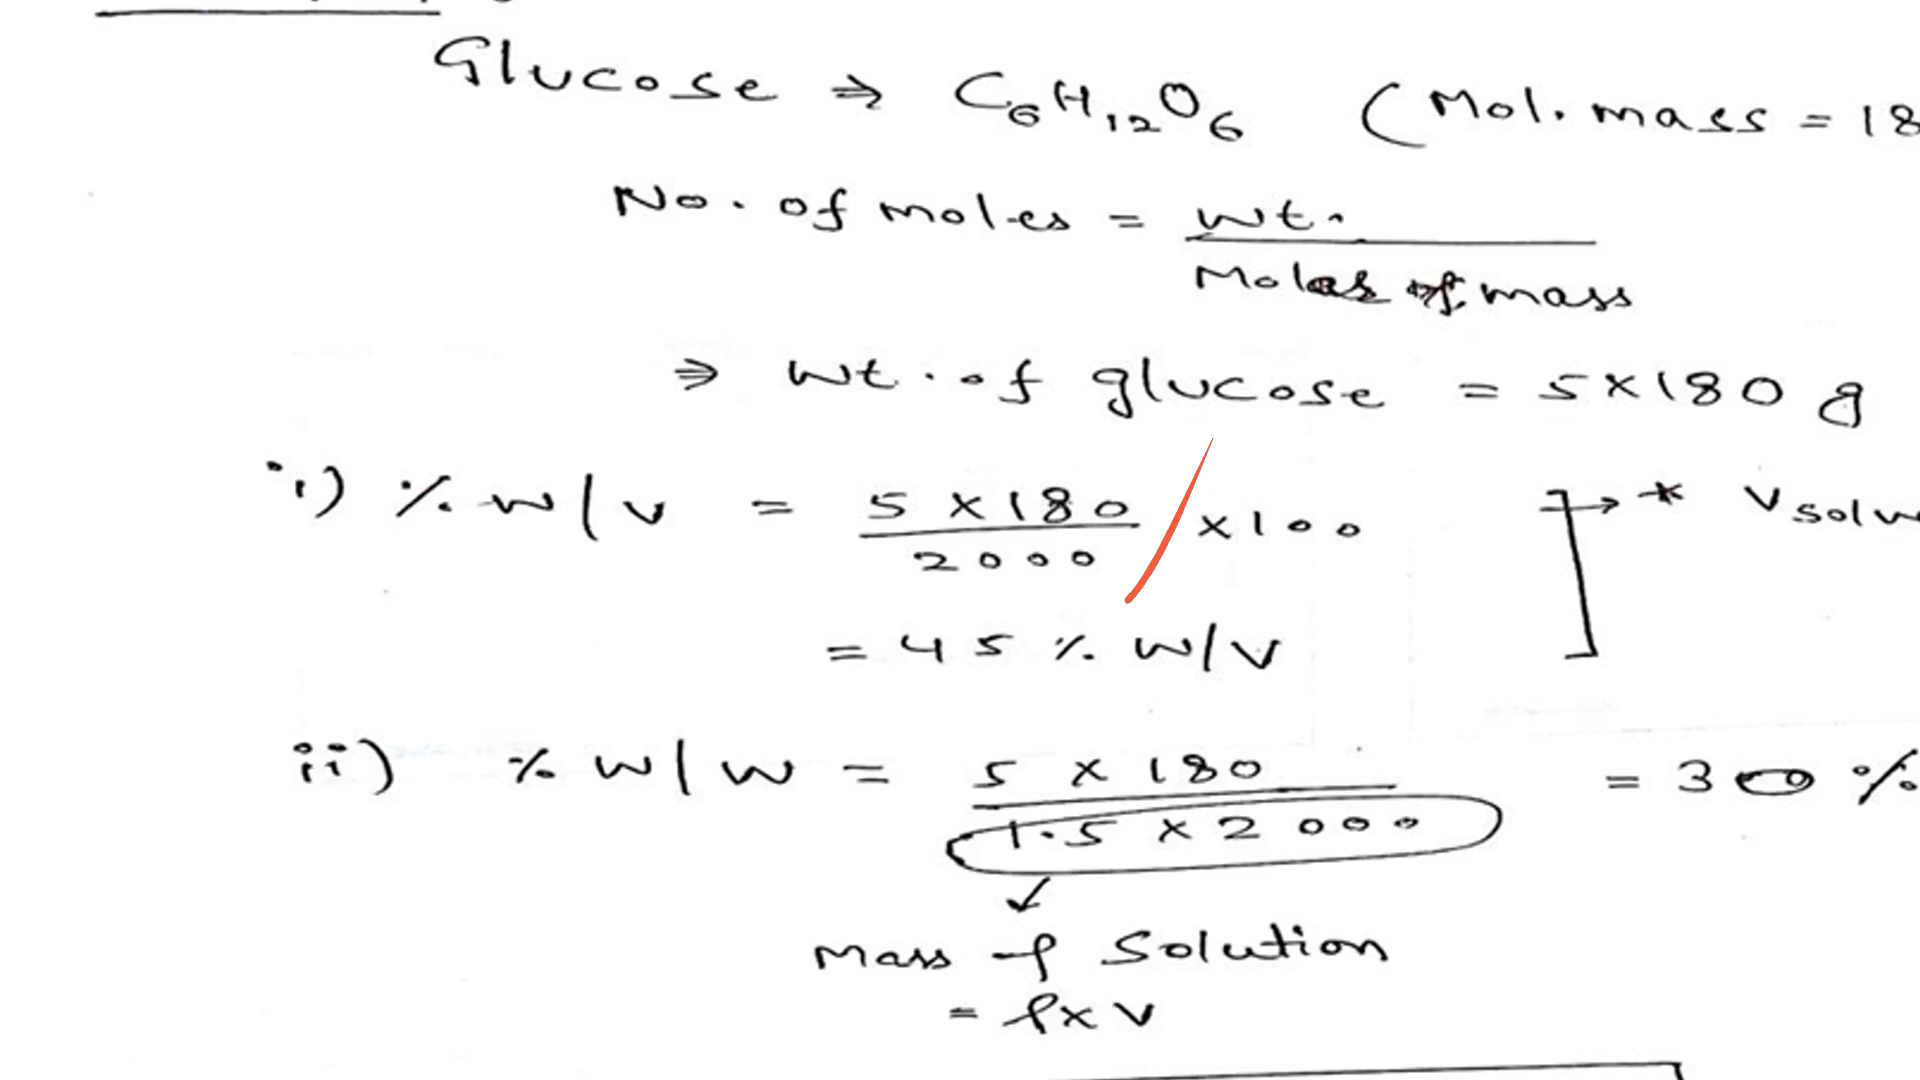 Glucose ⇒ C₆H₁₂O₆ (Mol. mass = 18
No. of moles = wt. / Molar mass
⇒ wt. of glucose = 5 × 180 g
i) % w/v = 5 × 180 / 2000 × 100 ] → * V
= 45 % w/v
ii) % w/w = 5 × 180 / 1.5 × 2000 = 30 %
↙
Mass of Solution
= ρ × v